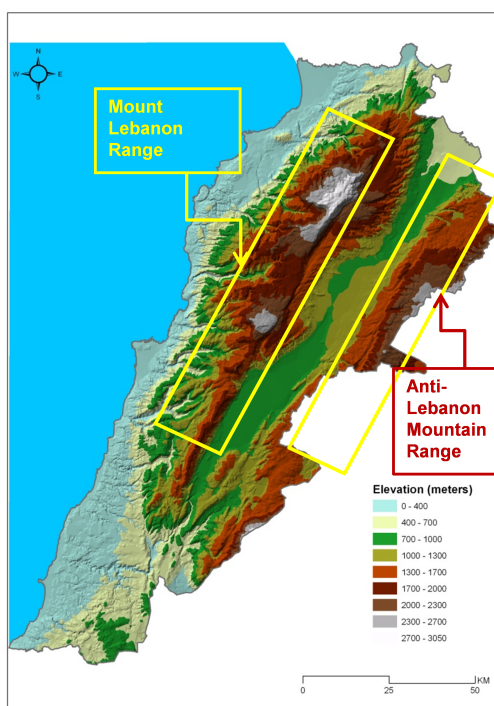 N
W E
S
Mount
Lebanon
Range
Anti-
Lebanon
Mountain
Range
Elevation (meters)
0 - 400
400 - 700
700 - 1000
1000 - 1300
1300 - 1700
1700 - 2000
2000 - 2300
2300 - 2700
2700 - 3050
KM
0 25 50